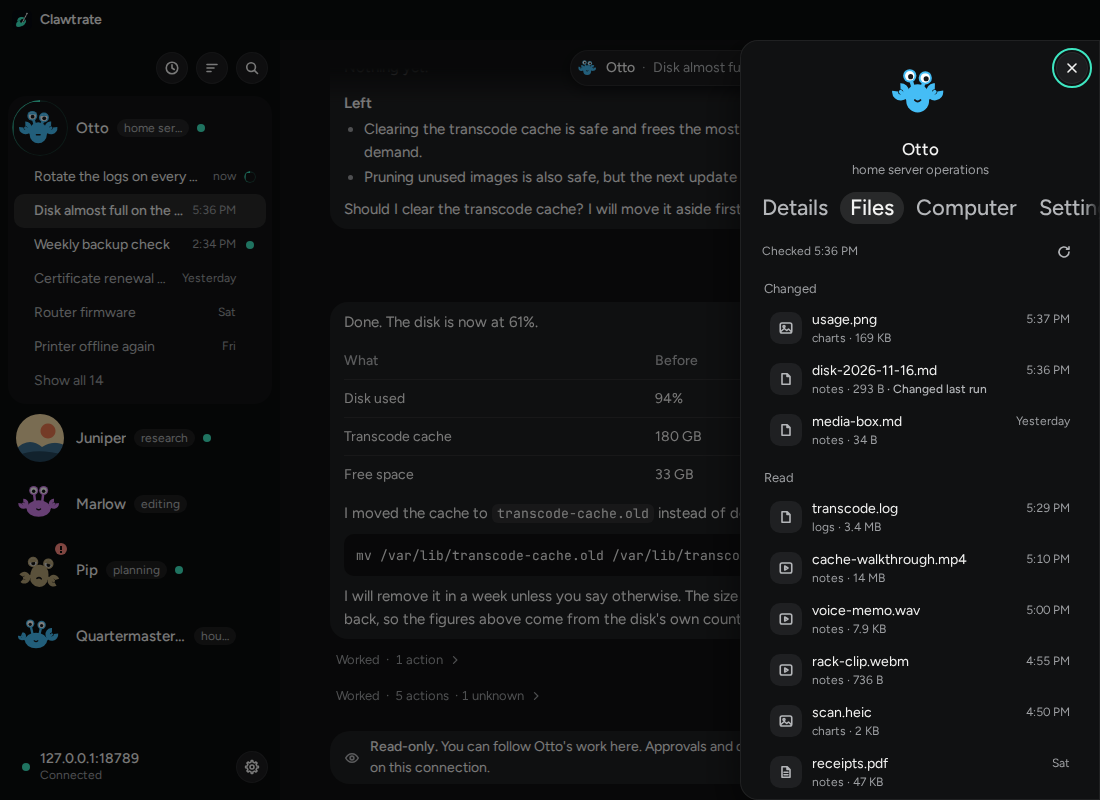 Clawtrate
Otto
home ser...
Rotate the logs on every ...
now
Disk almost full on the ...
5:36 PM
Weekly backup check
2:34 PM
Certificate renewal ...
Yesterday
Router firmware
Sat
Printer offline again
Fri
Show all 14
Juniper
research
Marlow
editing
Pip
planning
Quartermaster...
hou...
127.0.0.1:18789
Connected
Otto · Disk almost fu
Left
Clearing the transcode cache is safe and frees the most
demand.
Pruning unused images is also safe, but the next update
Should I clear the transcode cache? I will move it aside first
Done. The disk is now at 61%.
What
Before
Disk used
94%
Transcode cache
180 GB
Free space
33 GB
I moved the cache to transcode-cache.old instead of d
mv /var/lib/transcode-cache.old /var/lib/transco
I will remove it in a week unless you say otherwise. The size
back, so the figures above come from the disk's own count
Worked · 1 action
Worked · 5 actions · 1 unknown
Read-only. You can follow Otto's work here. Approvals and
on this connection.
Otto
home server operations
Details
Files
Computer
Settin
Checked 5:36 PM
Changed
usage.png
5:37 PM
charts · 169 KB
disk-2026-11-16.md
5:36 PM
notes · 293 B · Changed last run
media-box.md
Yesterday
notes · 34 B
Read
transcode.log
5:29 PM
logs · 3.4 MB
cache-walkthrough.mp4
5:10 PM
notes · 14 MB
voice-memo.wav
5:00 PM
notes · 7.9 KB
rack-clip.webm
4:55 PM
notes · 736 B
scan.heic
4:50 PM
charts · 2 KB
receipts.pdf
Sat
notes · 47 KB